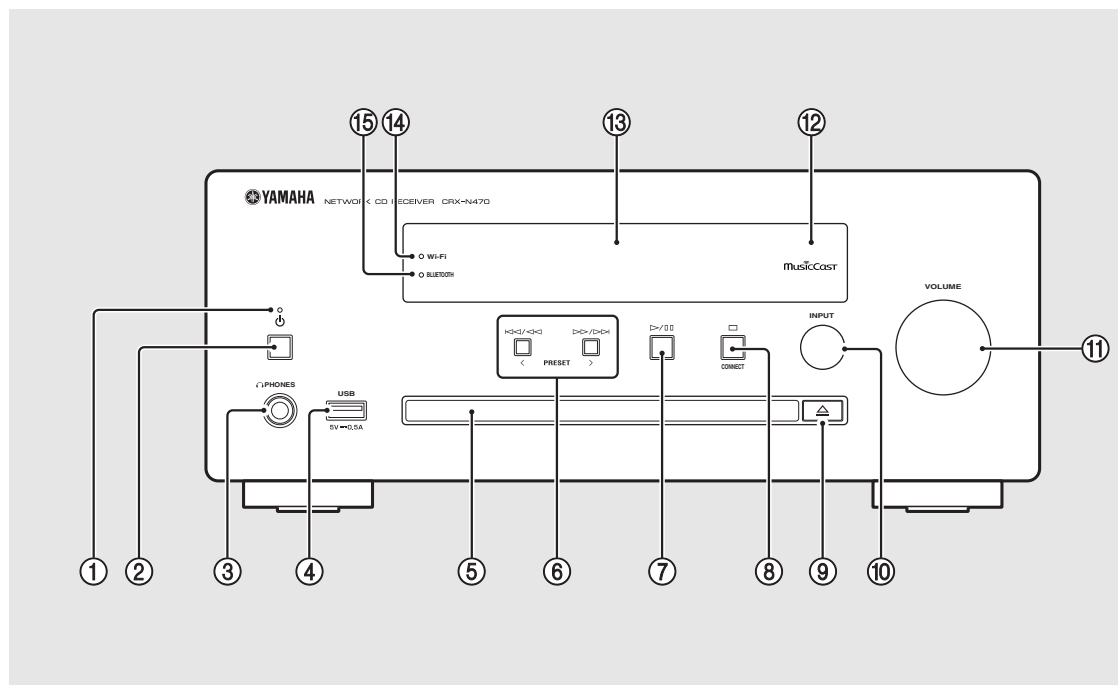 ⑮ ⑭ ⑬ ⑫
YAMAHA NETWORK CD RECEIVER CRX-N470
Wi-Fi
BLUETOOTH
MusicCast
VOLUME
INPUT
PRESET
CONNECT
PHONES
USB
5V 0.5A
⑪
① ② ③ ④ ⑤ ⑥ ⑦ ⑧ ⑨ ⑩